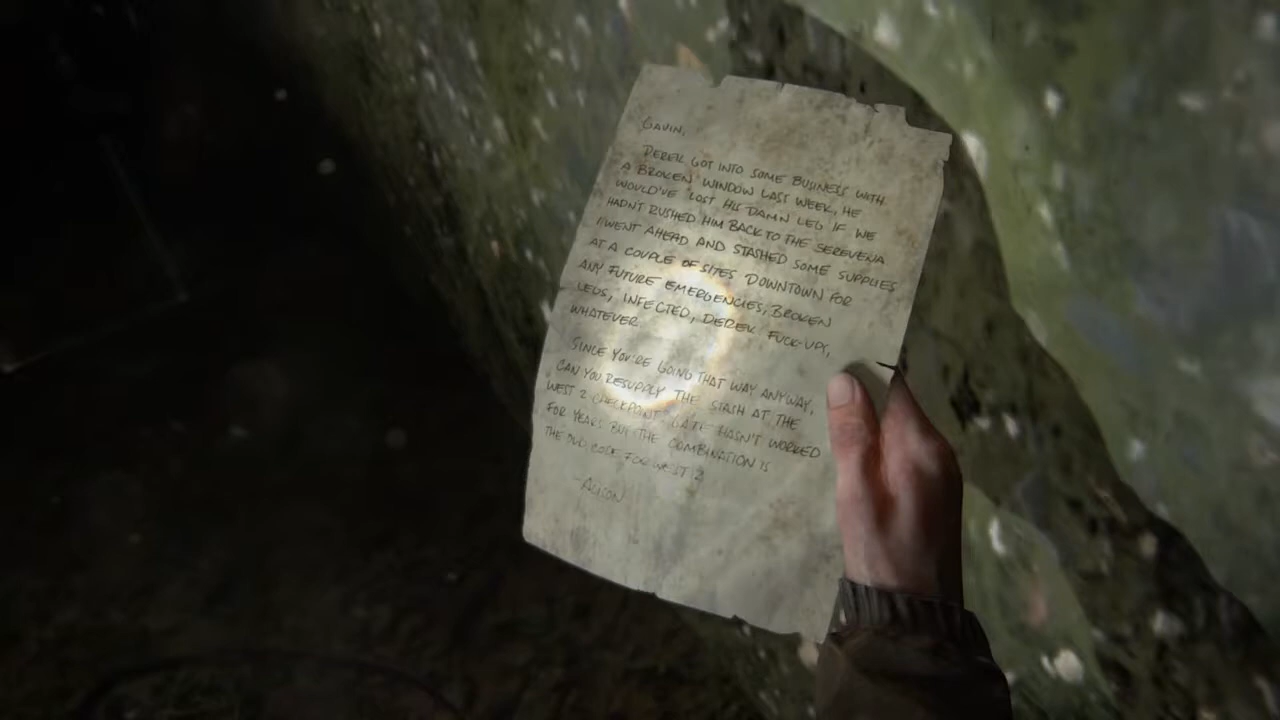 GAVIN,
DEREK GOT INTO SOME BUSINESS WITH
A BROKEN WINDOW LAST WEEK, HE
WOULD'VE LOST HIS DAMN LEG IF WE
HADN'T RUSHED HIM BACK TO THE SEREVENA
I WENT AHEAD AND STASHED SOME SUPPLIES
AT A COUPLE OF SITES DOWNTOWN FOR
ANY FUTURE EMERGENCIES, BROKEN
LEGS, INFECTED, DEREK FUCK-UPS,
WHATEVER.
SINCE YOU'RE GOING THAT WAY ANYWAY,
CAN YOU RESUPPLY THE STASH AT THE
WEST 2 CHECKPOINT GATE HASN'T WORKED
FOR YEARS BUT THE COMBINATION IS
THE OLD CODE FOR WEST 2
-ALISON